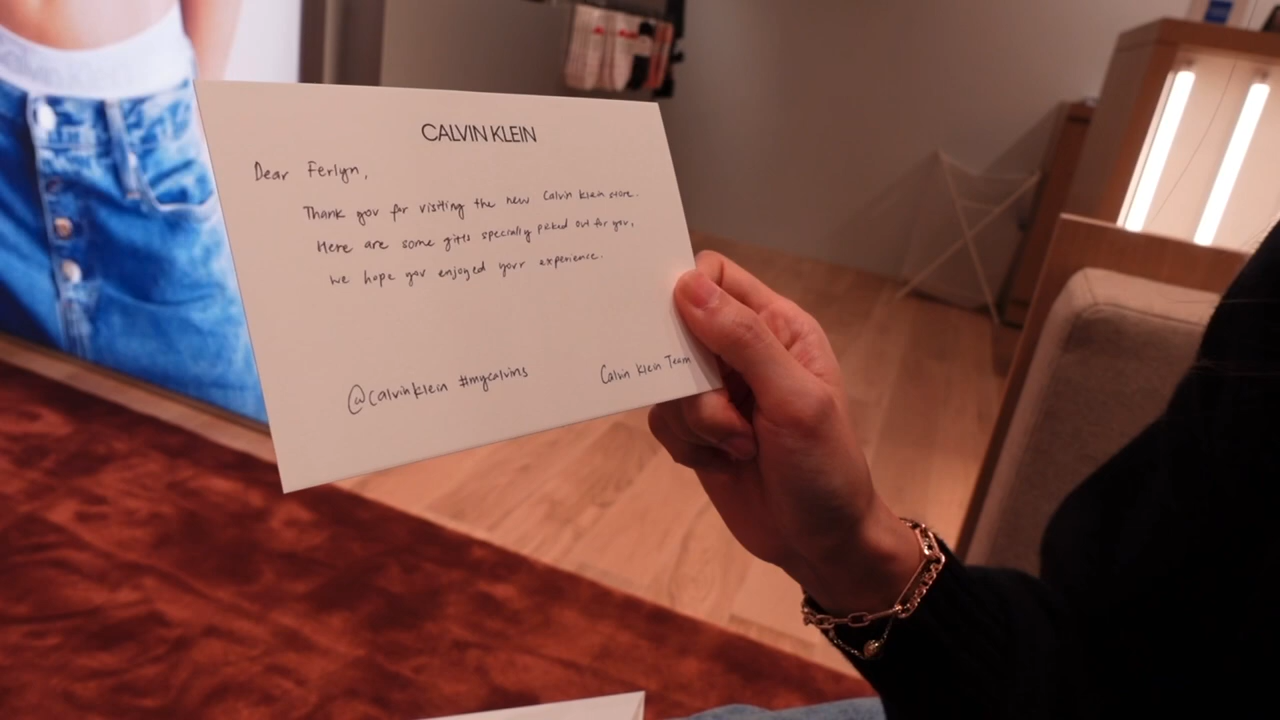 CALVIN KLEIN
Dear Ferlyn,
Thank you for visiting the new Calvin Klein store.
Here are some gifts specially picked out for you,
we hope you enjoyed your experience.
@calvinklein #mycalvins
Calvin Klein Team